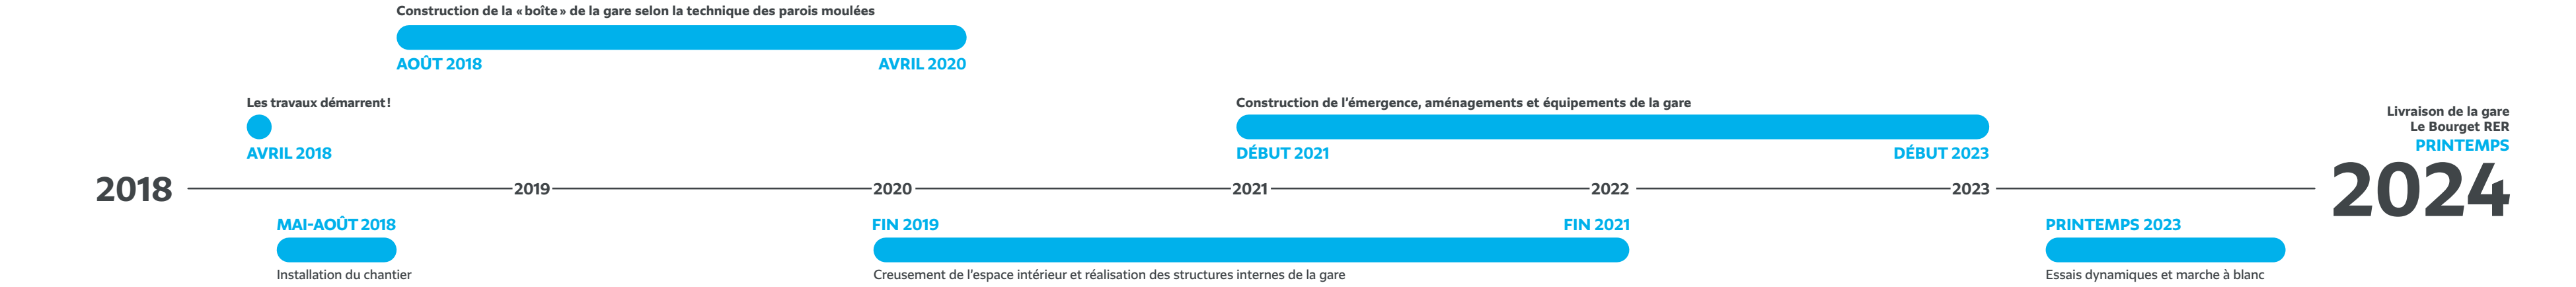 Construction de la « boîte » de la gare selon la technique des parois moulées
AOÛT 2018
AVRIL 2020
Les travaux démarrent !
AVRIL 2018
Construction de l’émergence, aménagements et équipements de la gare
DÉBUT 2021
DÉBUT 2023
Livraison de la gare
Le Bourget RER
PRINTEMPS
2018
2019
2020
2021
2022
2023
2024
MAI-AOÛT 2018
Installation du chantier
FIN 2019
FIN 2021
Creusement de l’espace intérieur et réalisation des structures internes de la gare
PRINTEMPS 2023
Essais dynamiques et marche à blanc